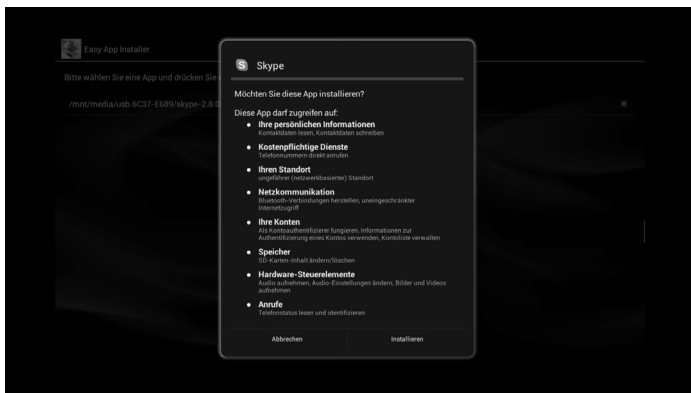 Easy App Installer
Bitte wählen Sie eine App und drücken Sie
/mnt/media/usb.6C37-E689/skype-2.8.0
Skype
Möchten Sie diese App installieren?
Diese App darf zugreifen auf:
Ihre persönlichen Informationen
Kontaktdaten lesen, Kontaktdaten schreiben
Kostenpflichtige Dienste
Telefonnummern direkt anrufen
Ihren Standort
ungefährer (netzwerkbasierter) Standort
Netzkommunikation
Bluetooth-Verbindungen herstellen, uneingeschränkter
Internetzugriff
Ihre Konten
Als Kontoauthentifizierer fungieren, Informationen zur
Authentifizierung eines Kontos verwenden, Kontoliste verwalten
Speicher
SD-Karten-Inhalt ändern/löschen
Hardware-Steuerelemente
Audio aufnehmen, Audio-Einstellungen ändern, Bilder und Videos
aufnehmen
Anrufe
Telefonstatus lesen und identifizieren
Abbrechen
Installieren